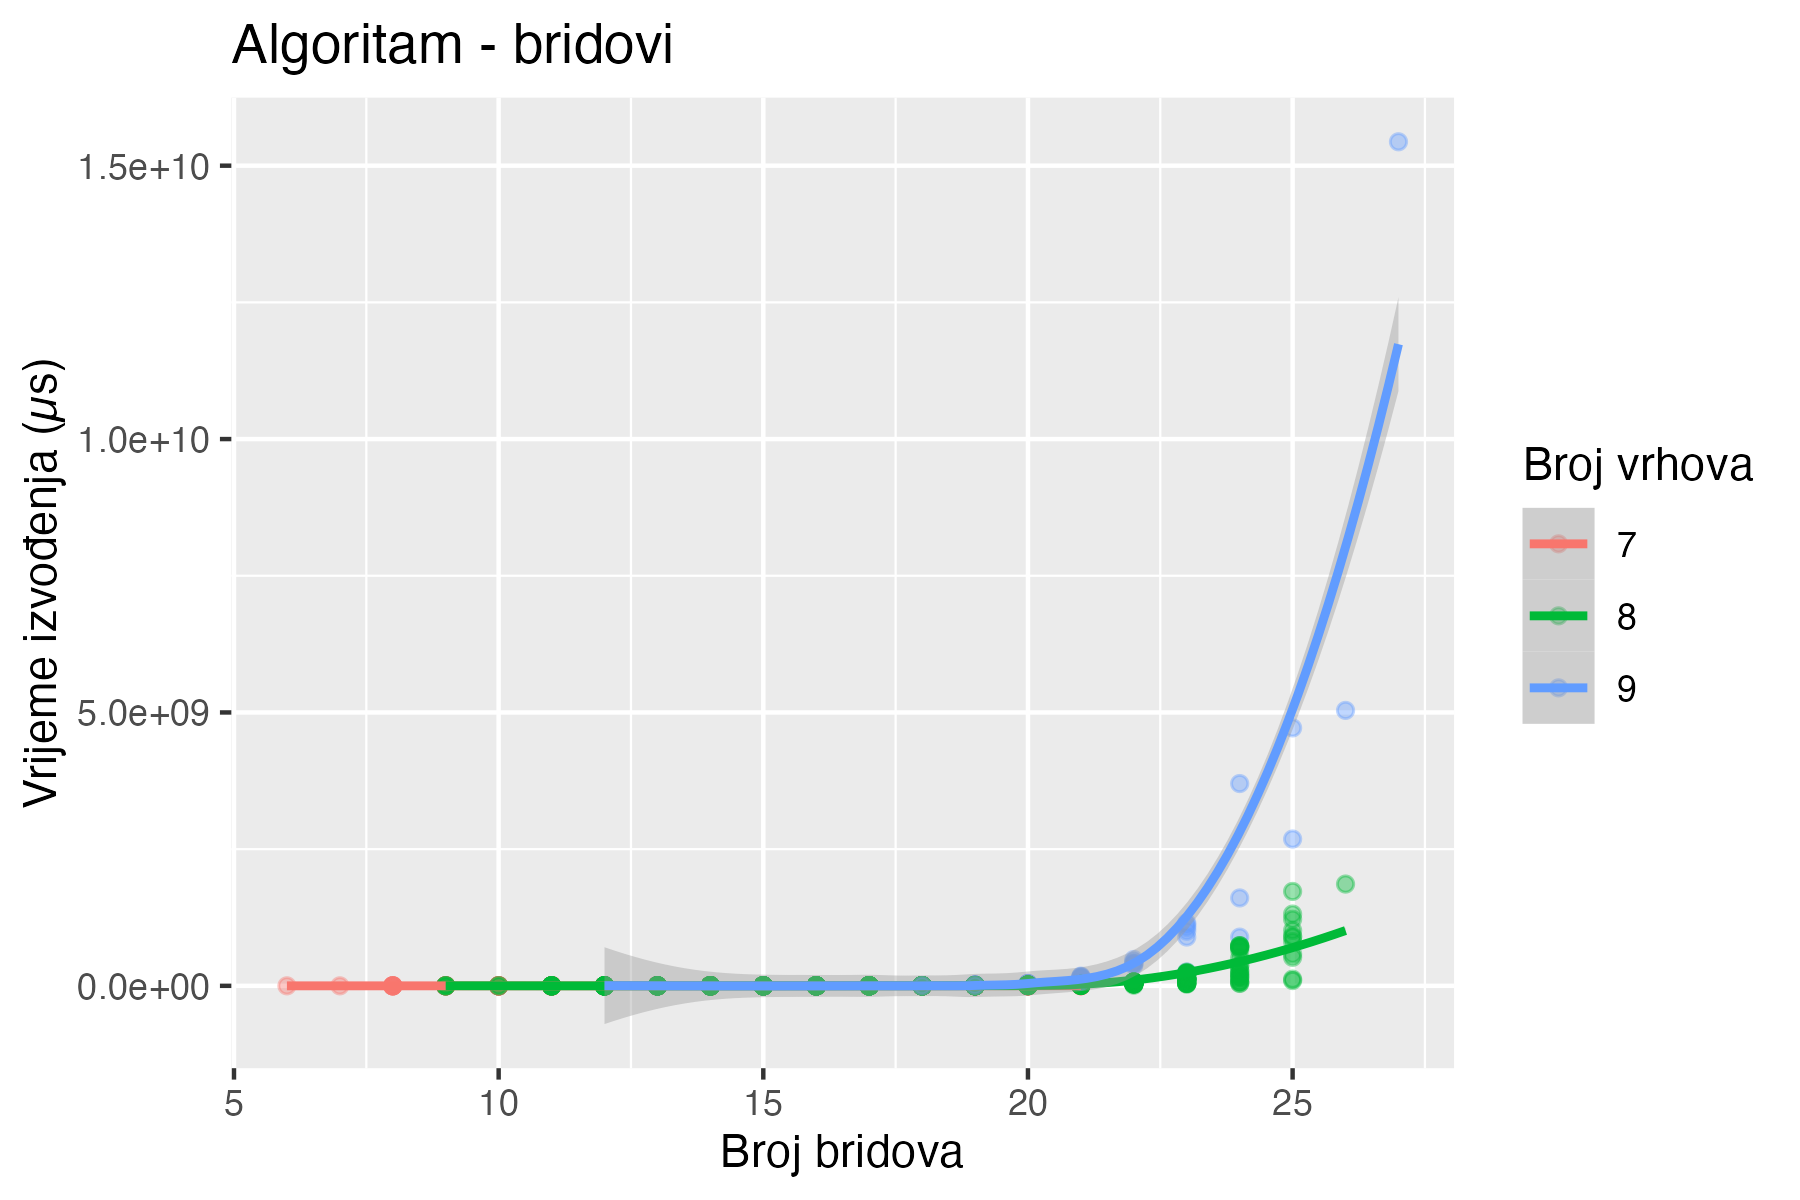 Algoritam - bridovi
Vrijeme izvođenja (μs)
1.5e+10
1.0e+10
5.0e+09
0.0e+00
5
10
15
20
25
Broj bridova
Broj vrhova
7
8
9